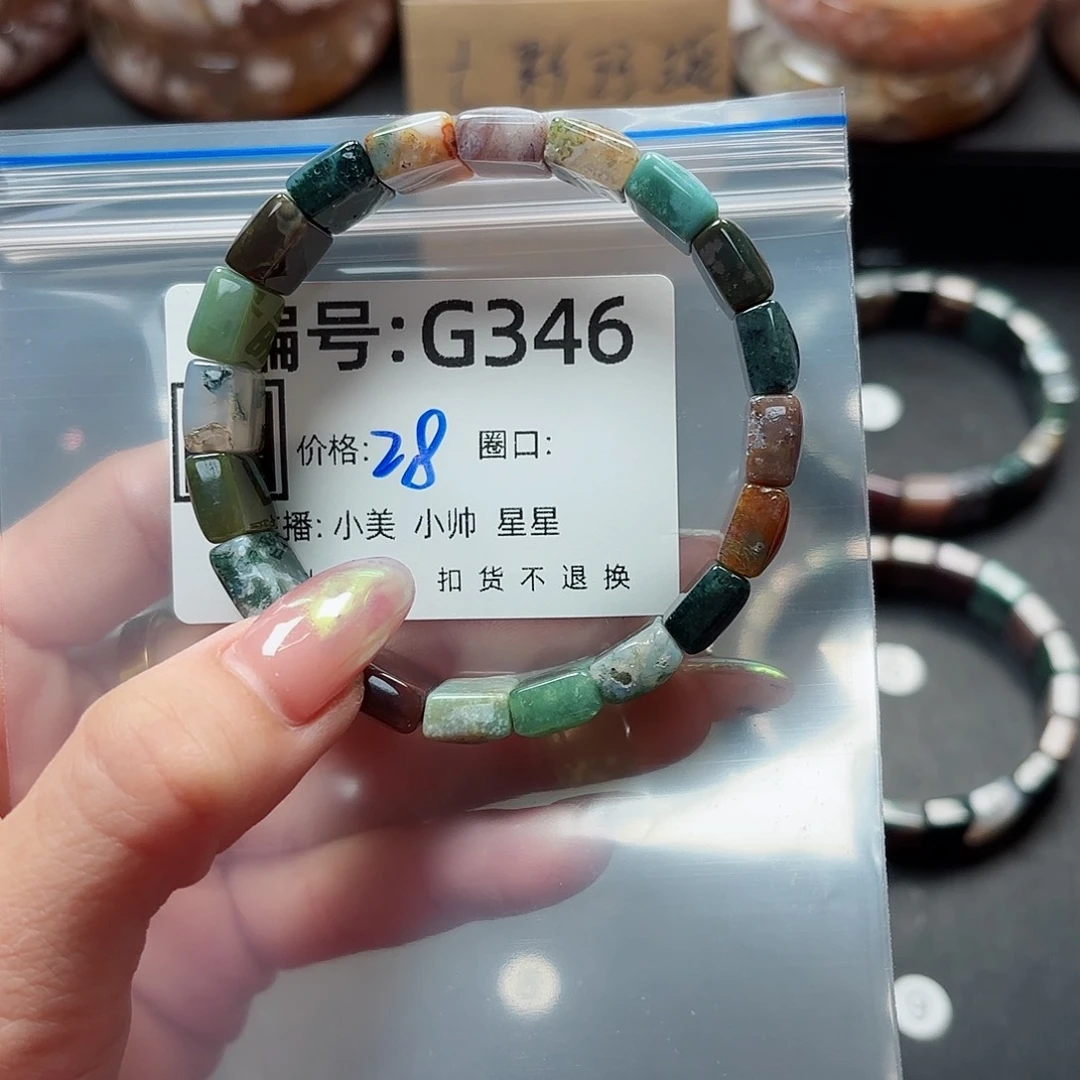 编号:G346
价格:28 圈口:
播: 小美 小帅 星星
扣货不退换